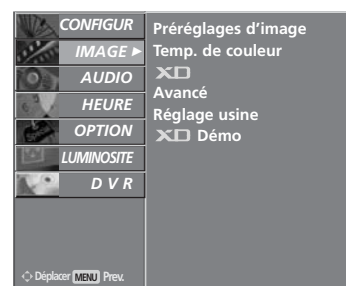 CONFIGUR
IMAGE ►
AUDIO
HEURE
OPTION
LUMINOSITE
D V R
Préréglages d'image
Temp. de couleur
XD
Avancé
Réglage usine
XD Démo
Déplacer MENU Prev.